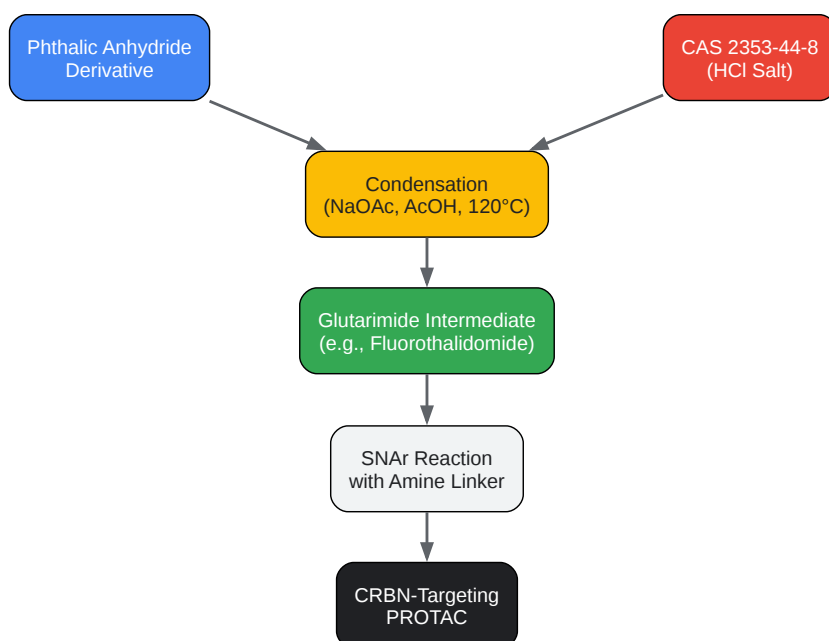 Phthalic Anhydride
Derivative
CAS 2353-44-8
(HCl Salt)
Condensation
(NaOAc, AcOH, 120°C)
Glutarimide Intermediate
(e.g., Fluorothalidomide)
SNAr Reaction
with Amine Linker
CRBN-Targeting
PROTAC